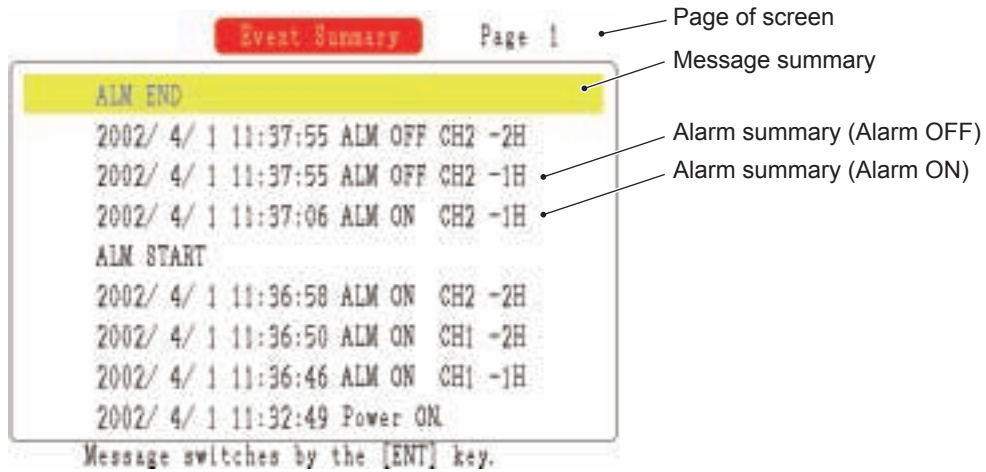 Event Summary Page 1
ALM END
2002/ 4/ 1 11:37:55 ALM OFF CH2 -2H
2002/ 4/ 1 11:37:55 ALM OFF CH2 -1H
2002/ 4/ 1 11:37:06 ALM ON CH2 -1H
ALM START
2002/ 4/ 1 11:36:58 ALM ON CH2 -2H
2002/ 4/ 1 11:36:50 ALM ON CH1 -2H
2002/ 4/ 1 11:36:46 ALM ON CH1 -1H
2002/ 4/ 1 11:32:49 Power ON
Message switches by the [ENT] key.
Page of screen
Message summary
Alarm summary (Alarm OFF)
Alarm summary (Alarm ON)